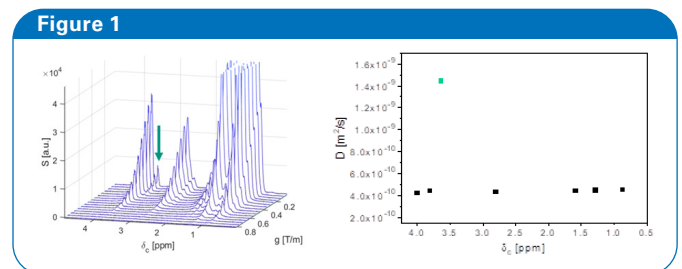 Figure 1
×10⁴
4
3
2
1
0
S [a.u.]
4
3
2
1
δc [ppm]
0.2
0.4
0.6
0.8
g [T/m]
1.6x10⁻⁹
1.4x10⁻⁹
1.2x10⁻⁹
1.0x10⁻⁹
8.0x10⁻¹⁰
6.0x10⁻¹⁰
4.0x10⁻¹⁰
2.0x10⁻¹⁰
D [m²/s]
4.0 3.5 3.0 2.5 2.0 1.5 1.0 0.5
δc [ppm]